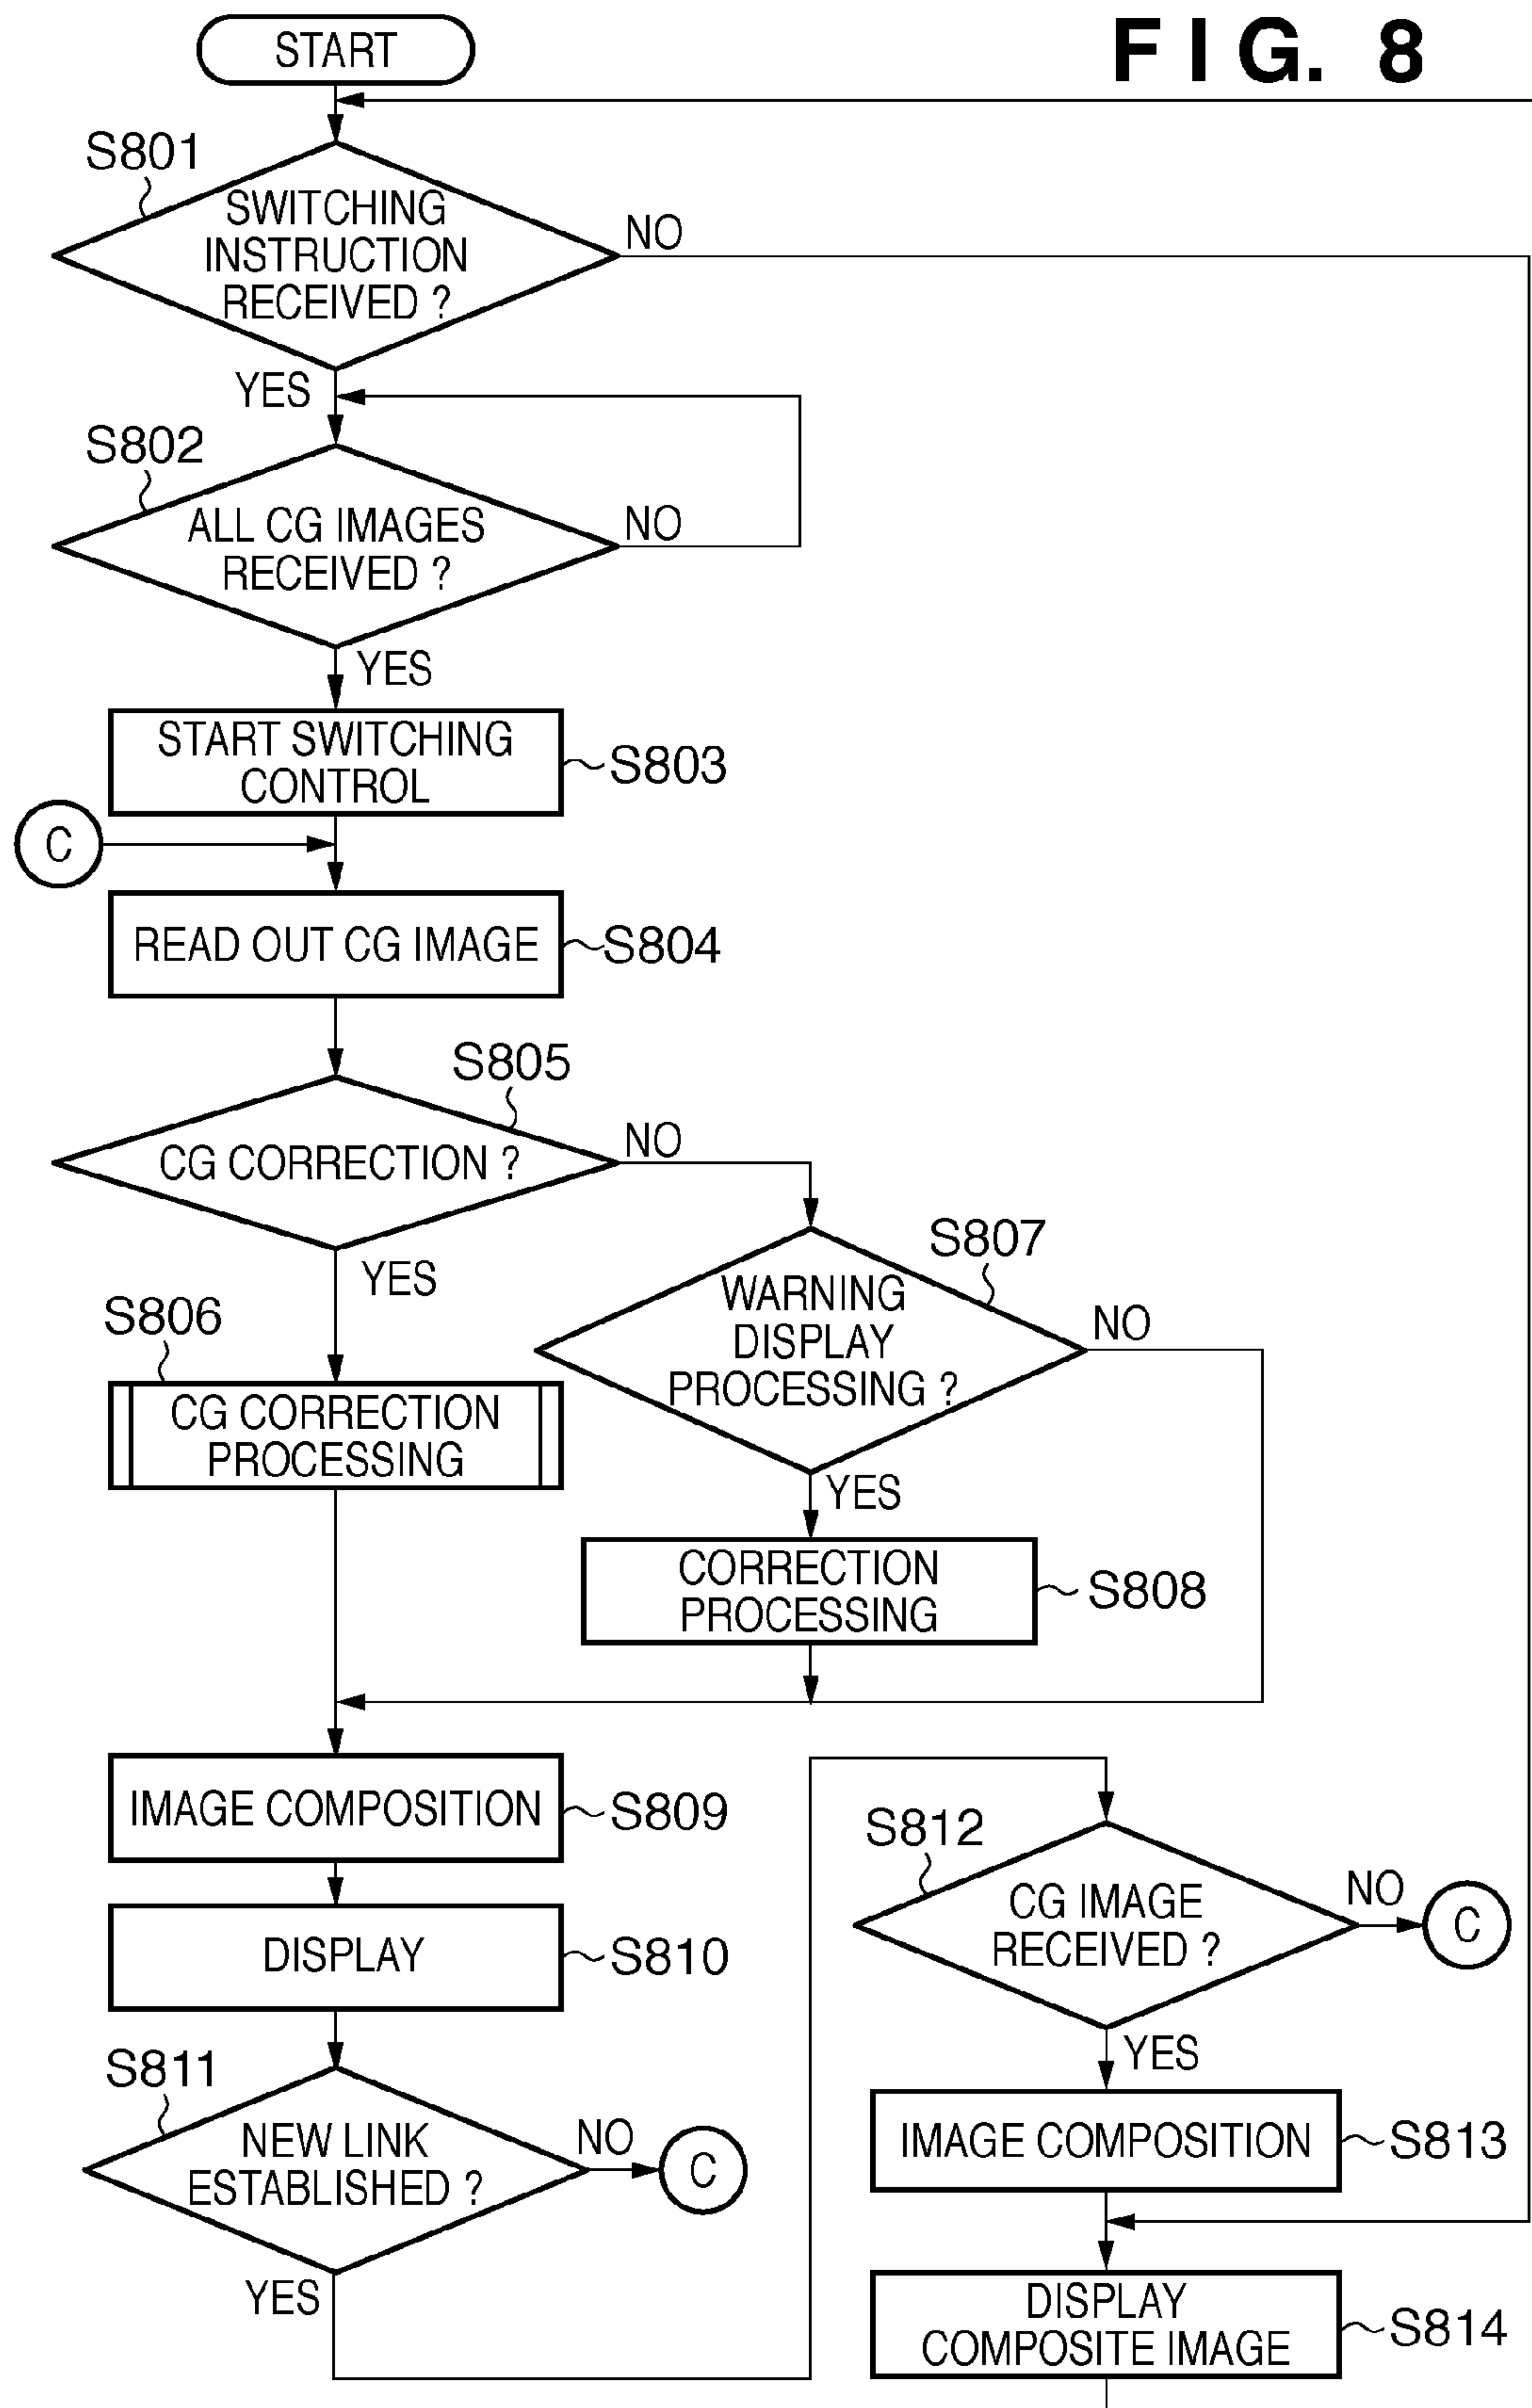 FIG. 8
START
S801
SWITCHING
INSTRUCTION
RECEIVED ?
NO
YES
S802
ALL CG IMAGES
RECEIVED ?
NO
YES
START SWITCHING
CONTROL
S803
C
READ OUT CG IMAGE
S804
S805
CG CORRECTION ?
NO
YES
S806
CG CORRECTION
PROCESSING
S807
WARNING
DISPLAY
PROCESSING ?
NO
YES
CORRECTION
PROCESSING
S808
IMAGE COMPOSITION
S809
DISPLAY
S810
S811
NEW LINK
ESTABLISHED ?
NO
C
YES
S812
CG IMAGE
RECEIVED ?
NO
C
YES
IMAGE COMPOSITION
S813
DISPLAY
COMPOSITE IMAGE
S814